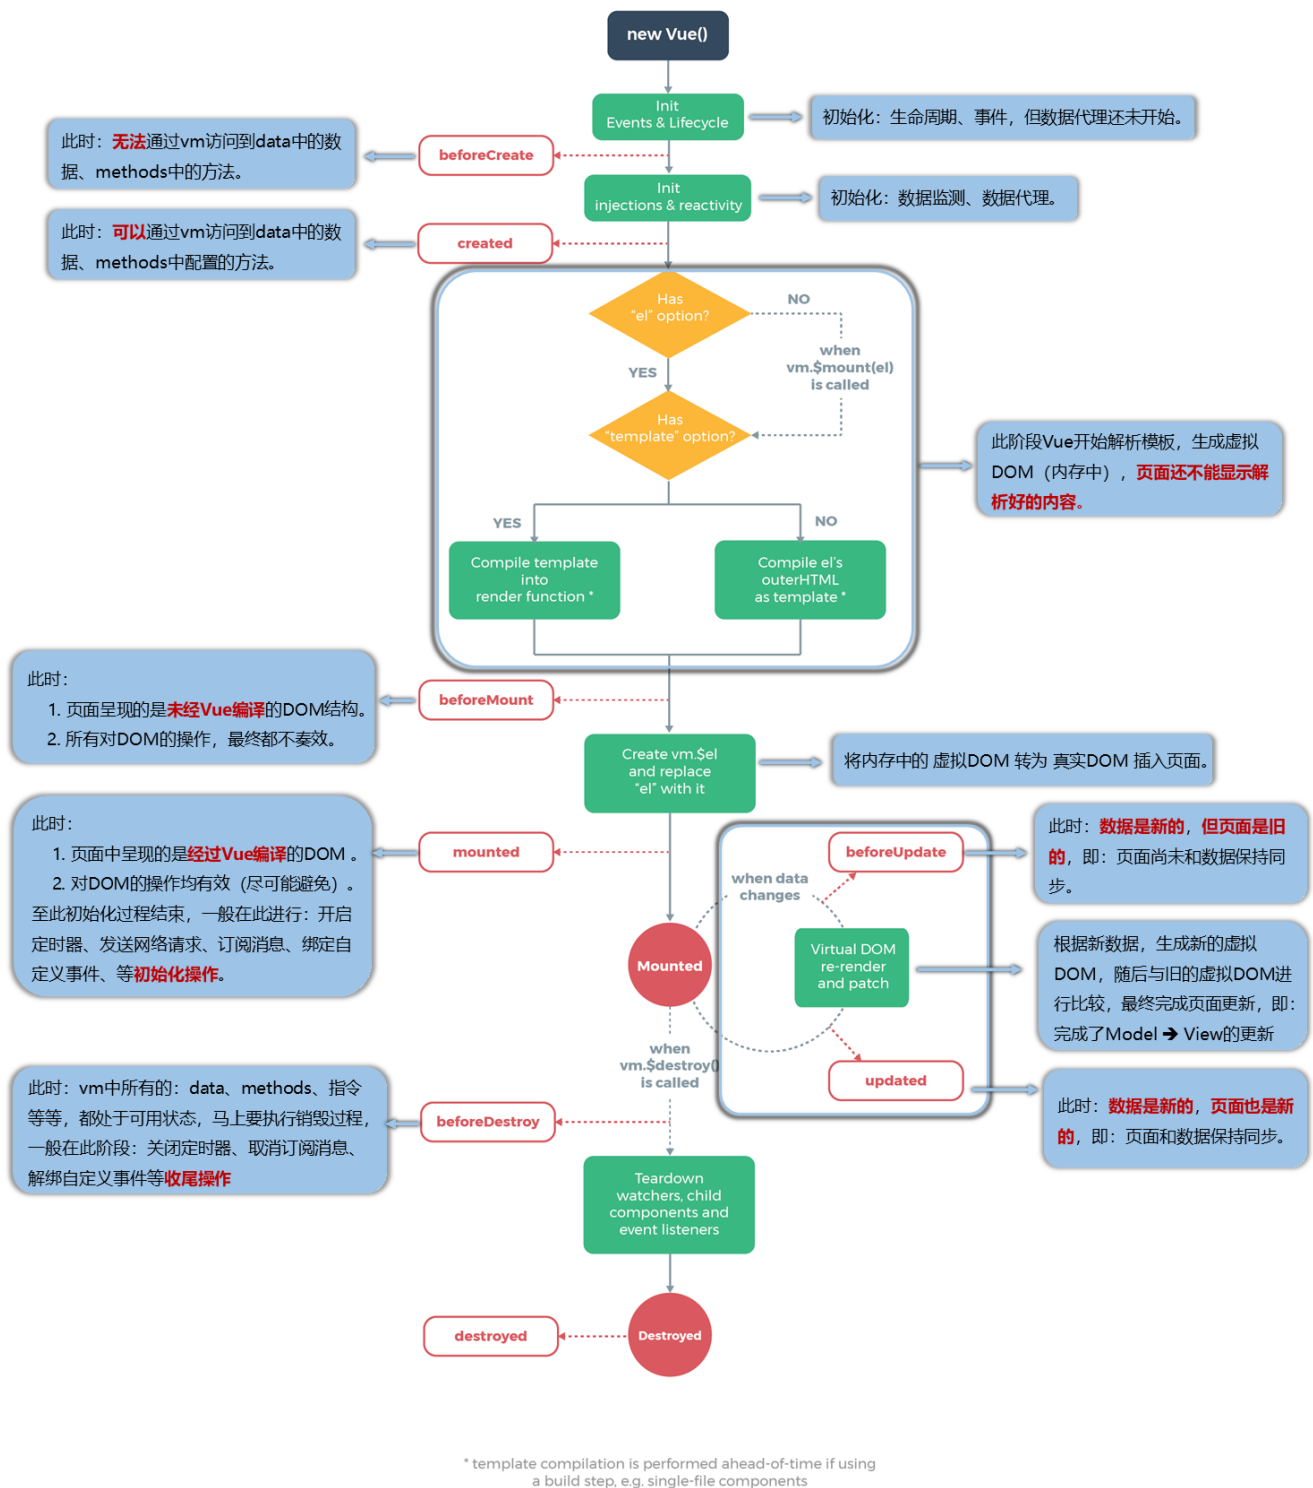 new Vue()
Init
Events & Lifecycle
初始化：生命周期、事件，但数据代理还未开始。
此时：无法通过vm访问到data中的数
据、methods中的方法。
beforeCreate
Init
injections & reactivity
初始化：数据监测、数据代理。
此时：可以通过vm访问到data中的数
据、methods中配置的方法。
created
Has
“el” option?
NO
when
vm.$mount(el)
is called
YES
Has
“template” option?
此阶段Vue开始解析模板，生成虚拟
DOM（内存中），页面还不能显示解
析好的内容。
YES
NO
Compile template
into
render function *
Compile el's
outerHTML
as template *
此时：
1. 页面呈现的是未经Vue编译的DOM结构。
2. 所有对DOM的操作，最终都不奏效。
beforeMount
Create vm.$el
and replace
“el” with it
将内存中的 虚拟DOM 转为 真实DOM 插入页面。
此时：
1. 页面中呈现的是经过Vue编译的DOM 。
2. 对DOM的操作均有效（尽可能避免）。
至此初始化过程结束，一般在此进行：开启
定时器、发送网络请求、订阅消息、绑定自
定义事件、等初始化操作。
mounted
beforeUpdate
此时：数据是新的，但页面是旧
的，即：页面尚未和数据保持同
步。
when data
changes
Mounted
Virtual DOM
re-render
and patch
根据新数据，生成新的虚拟
DOM，随后与旧的虚拟DOM进
行比较，最终完成页面更新，即：
完成了Model ➔ View的更新
when
vm.$destroy()
is called
updated
此时：数据是新的，页面也是新
的，即：页面和数据保持同步。
此时：vm中所有的：data、methods、指令
等等，都处于可用状态，马上要执行销毁过程，
一般在此阶段：关闭定时器、取消订阅消息、
解绑自定义事件等收尾操作
beforeDestroy
Teardown
watchers, child
components and
event listeners
destroyed
Destroyed
* template compilation is performed ahead-of-time if using
a build step, e.g. single-file components